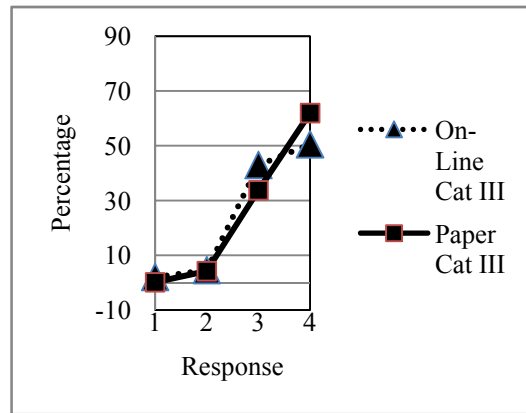 90
70
50
30
10
-10
Percentage
1 2 3 4
Response
On-
Line
Cat III
Paper
Cat III